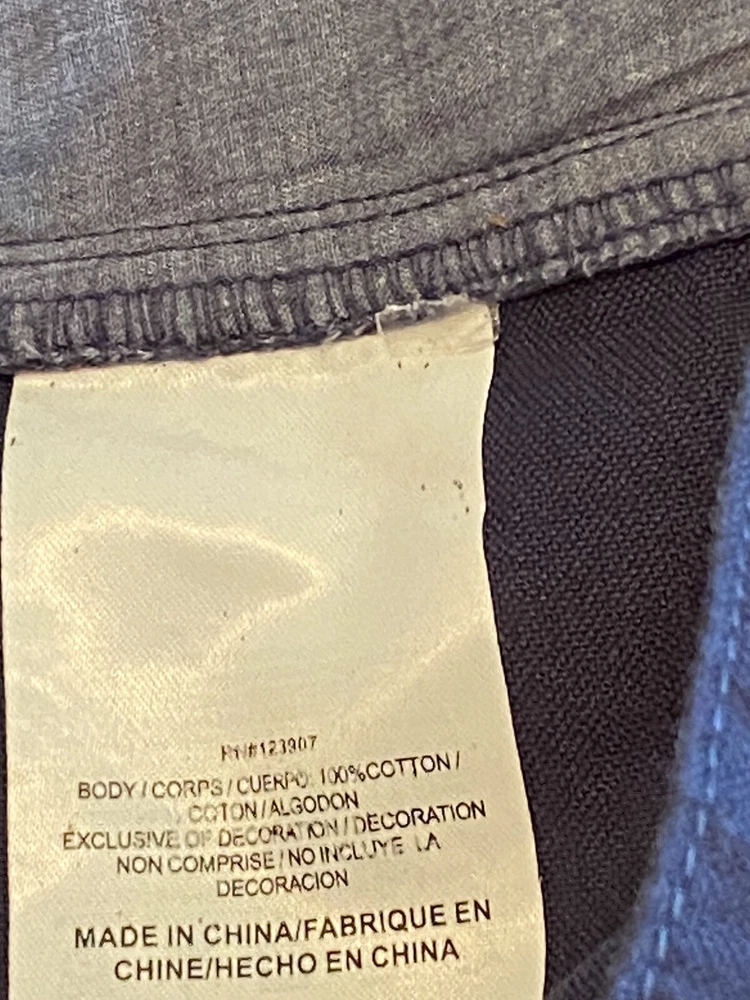 RN#123907
BODY / CORPS / CUERPO: 100%COTTON /
COTON / ALGODON
EXCLUSIVE OF DECORATION / DECORATION
NON COMPRISE / NO INCLUYE LA
DECORACION
MADE IN CHINA/FABRIQUE EN
CHINE/HECHO EN CHINA